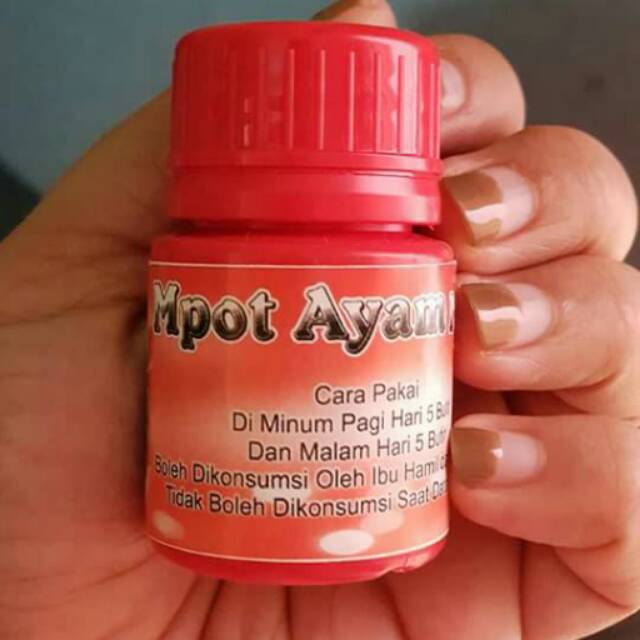 Mpot Ayam
Cara Pakai
Di Minum Pagi Hari 5
Dan Malam Hari 5
Boleh Dikonsumsi Oleh Ibu Hamil
Tidak Boleh Dikonsumsi Saat